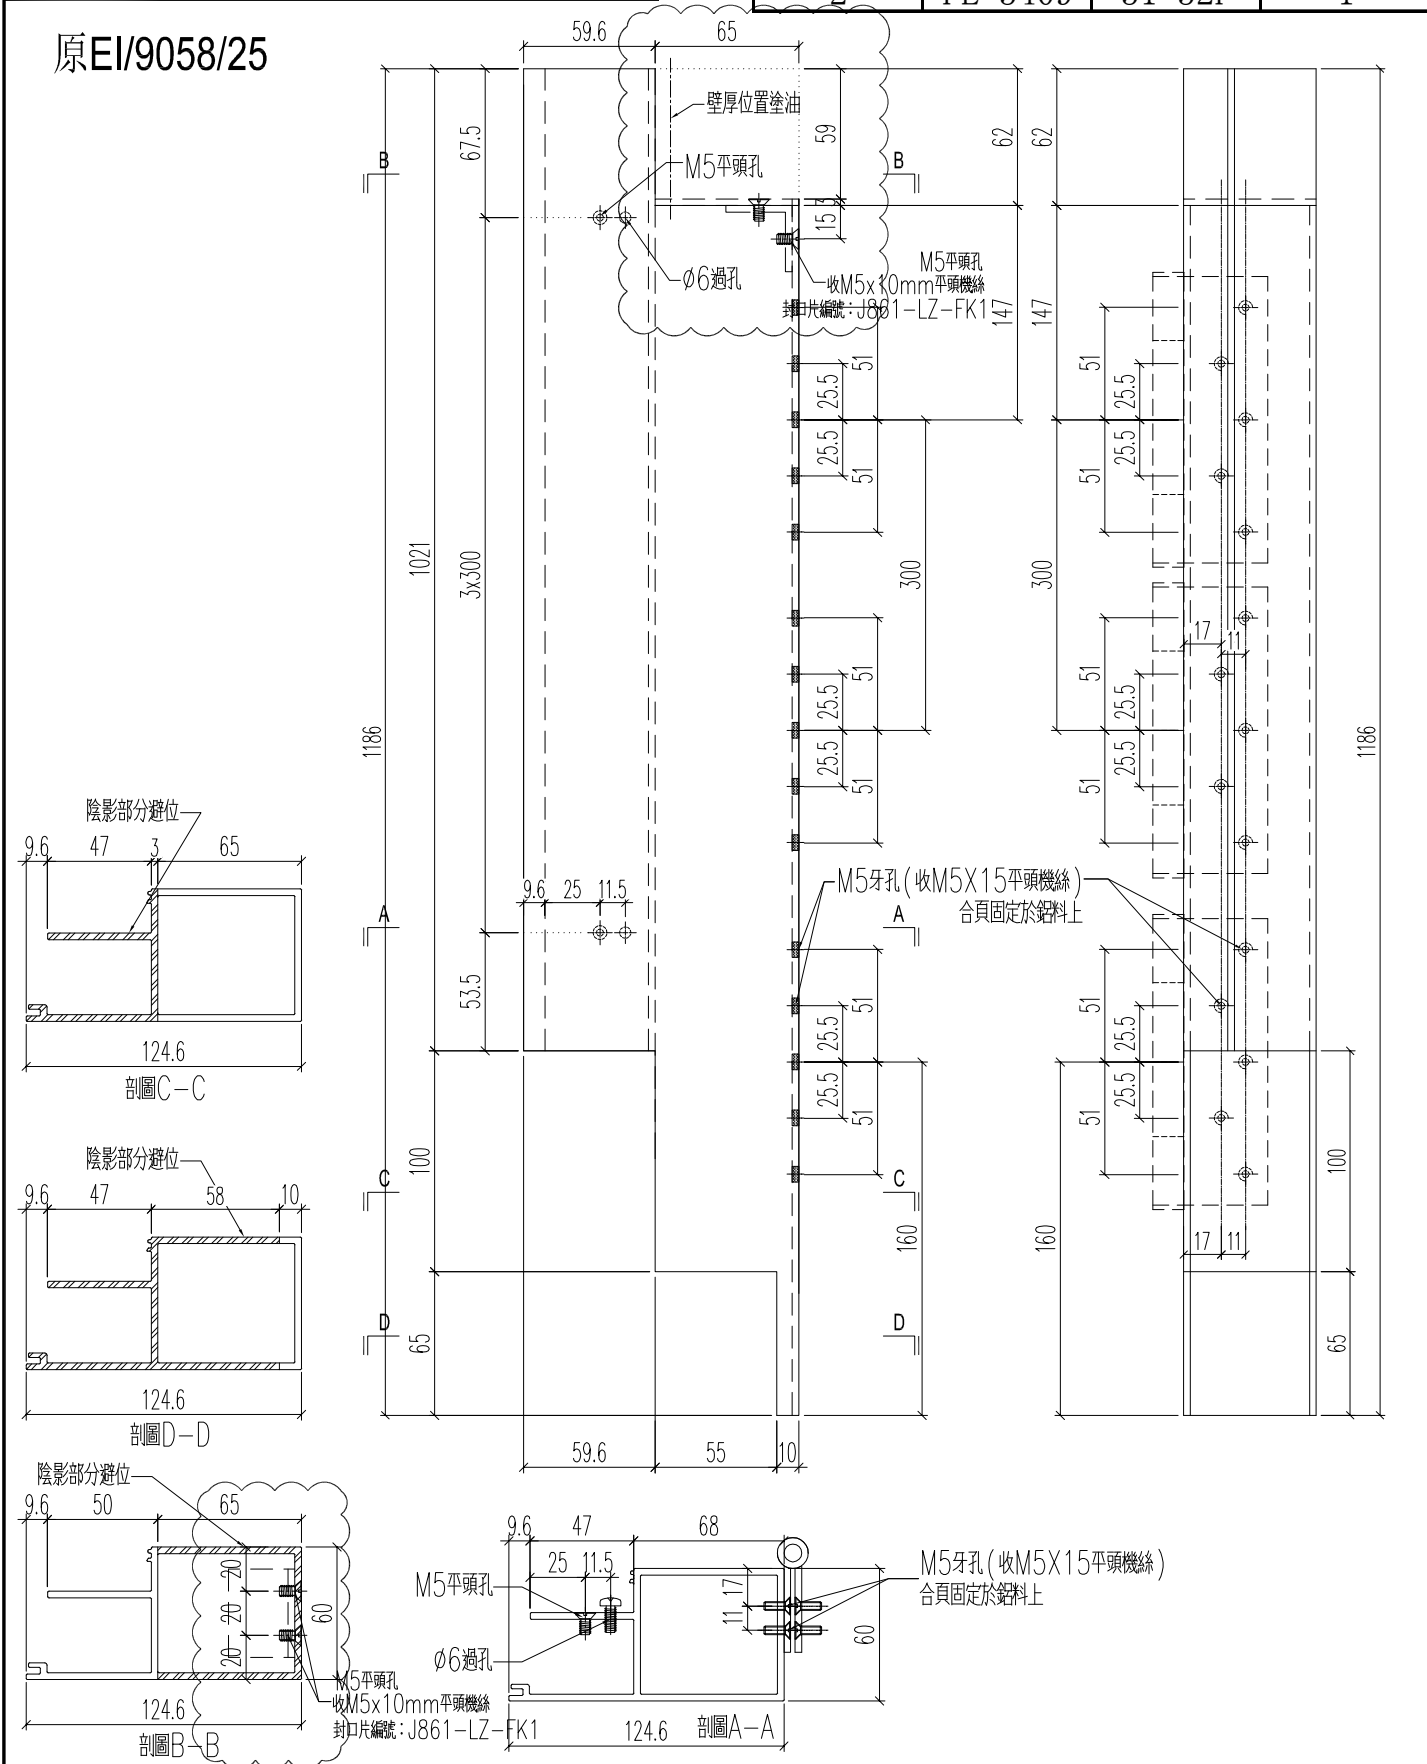 原EI/9058/25
59.6
65
壁厚位置塗油
M5平頭孔
Ø6過孔
67.5
59
15
3
62
62
B
B
M5平頭孔
收M5x10mm平頭機絲
封口片編號：J861-LZ-FK1
147
147
51
25.5
25.5
51
51
25.5
25.5
51
1021
3x300
300
300
1186
1186
17
11
51
25.5
25.5
51
51
25.5
25.5
51
陰影部分避位
9.6
47
3
65
124.6
剖圖C-C
9.6
25
11.5
A
A
M5牙孔(收M5X15平頭機絲)
合頁固定於鋁料上
53.5
51
25.5
25.5
51
51
25.5
25.5
51
100
100
160
160
17
11
C
C
陰影部分避位
9.6
47
58
10
124.6
剖圖D-D
D
D
65
65
59.6
55
10
陰影部分避位
9.6
50
65
20
20
20
60
M5平頭孔
收M5x10mm平頭機絲
封口片編號：J861-LZ-FK1
124.6
剖圖B-B
9.6
47
68
25
11.5
M5平頭孔
Ø6過孔
17
11
60
M5牙孔(收M5X15平頭機絲)
合頁固定於鋁料上
124.6
剖圖A-A